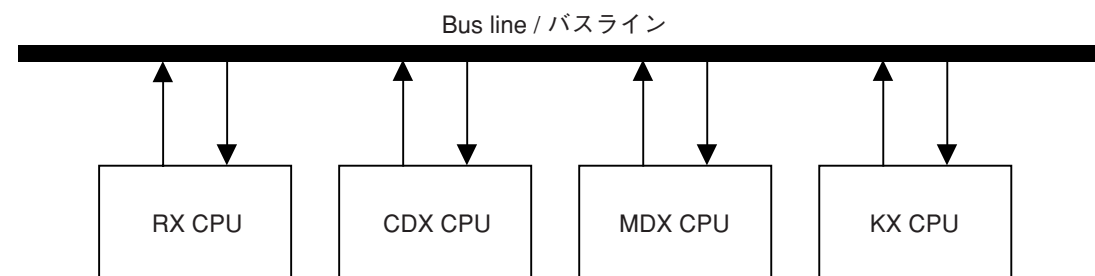 Bus line / バスライン
RX CPU
CDX CPU
MDX CPU
KX CPU